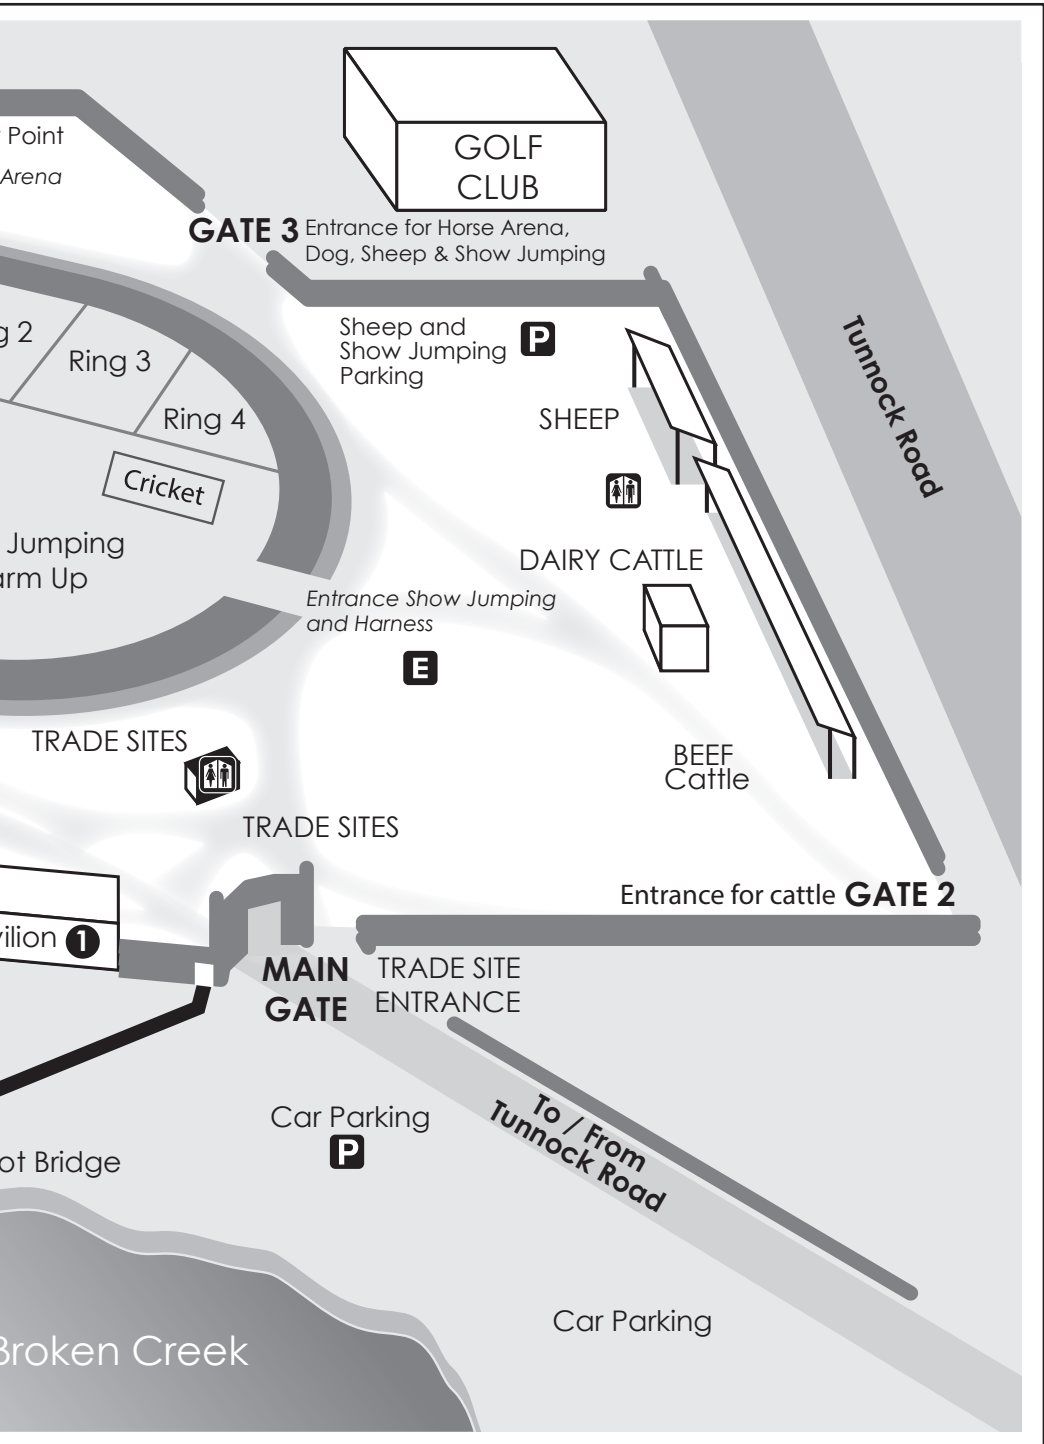 Point
Arena
GOLF
CLUB
GATE 3
Entrance for Horse Arena,
Dog, Sheep & Show Jumping
Sheep and
Show Jumping
Parking
P
Tunnock Road
2
Ring 3
Ring 4
Cricket
SHEEP
Jumping
DAIRY CATTLE
Up
Entrance Show Jumping
and Harness
E
TRADE SITES
BEEF
Cattle
TRADE SITES
Entrance for cattle GATE 2
1
MAIN
GATE
TRADE SITE
ENTRANCE
Car Parking
P
To / From
Tunnock Road
Bridge
Car Parking
Broken Creek